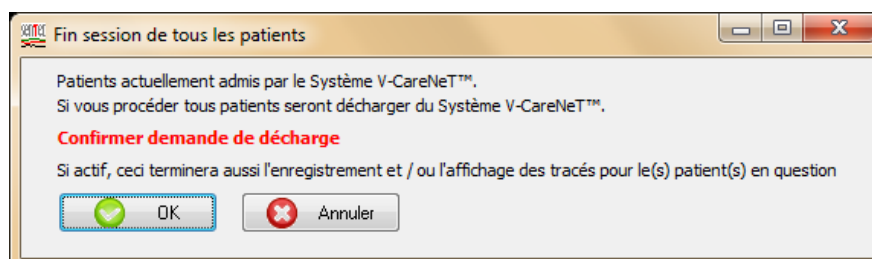 Fin session de tous les patients
Patients actuellement admis par le Système V-CareNeT™.
Si vous procéder tous patients seront décharger du Système V-CareNeT™.
Confirmer demande de décharge
Si actif, ceci terminera aussi l'enregistrement et / ou l'affichage des tracés pour le(s) patient(s) en question
OK
Annuler